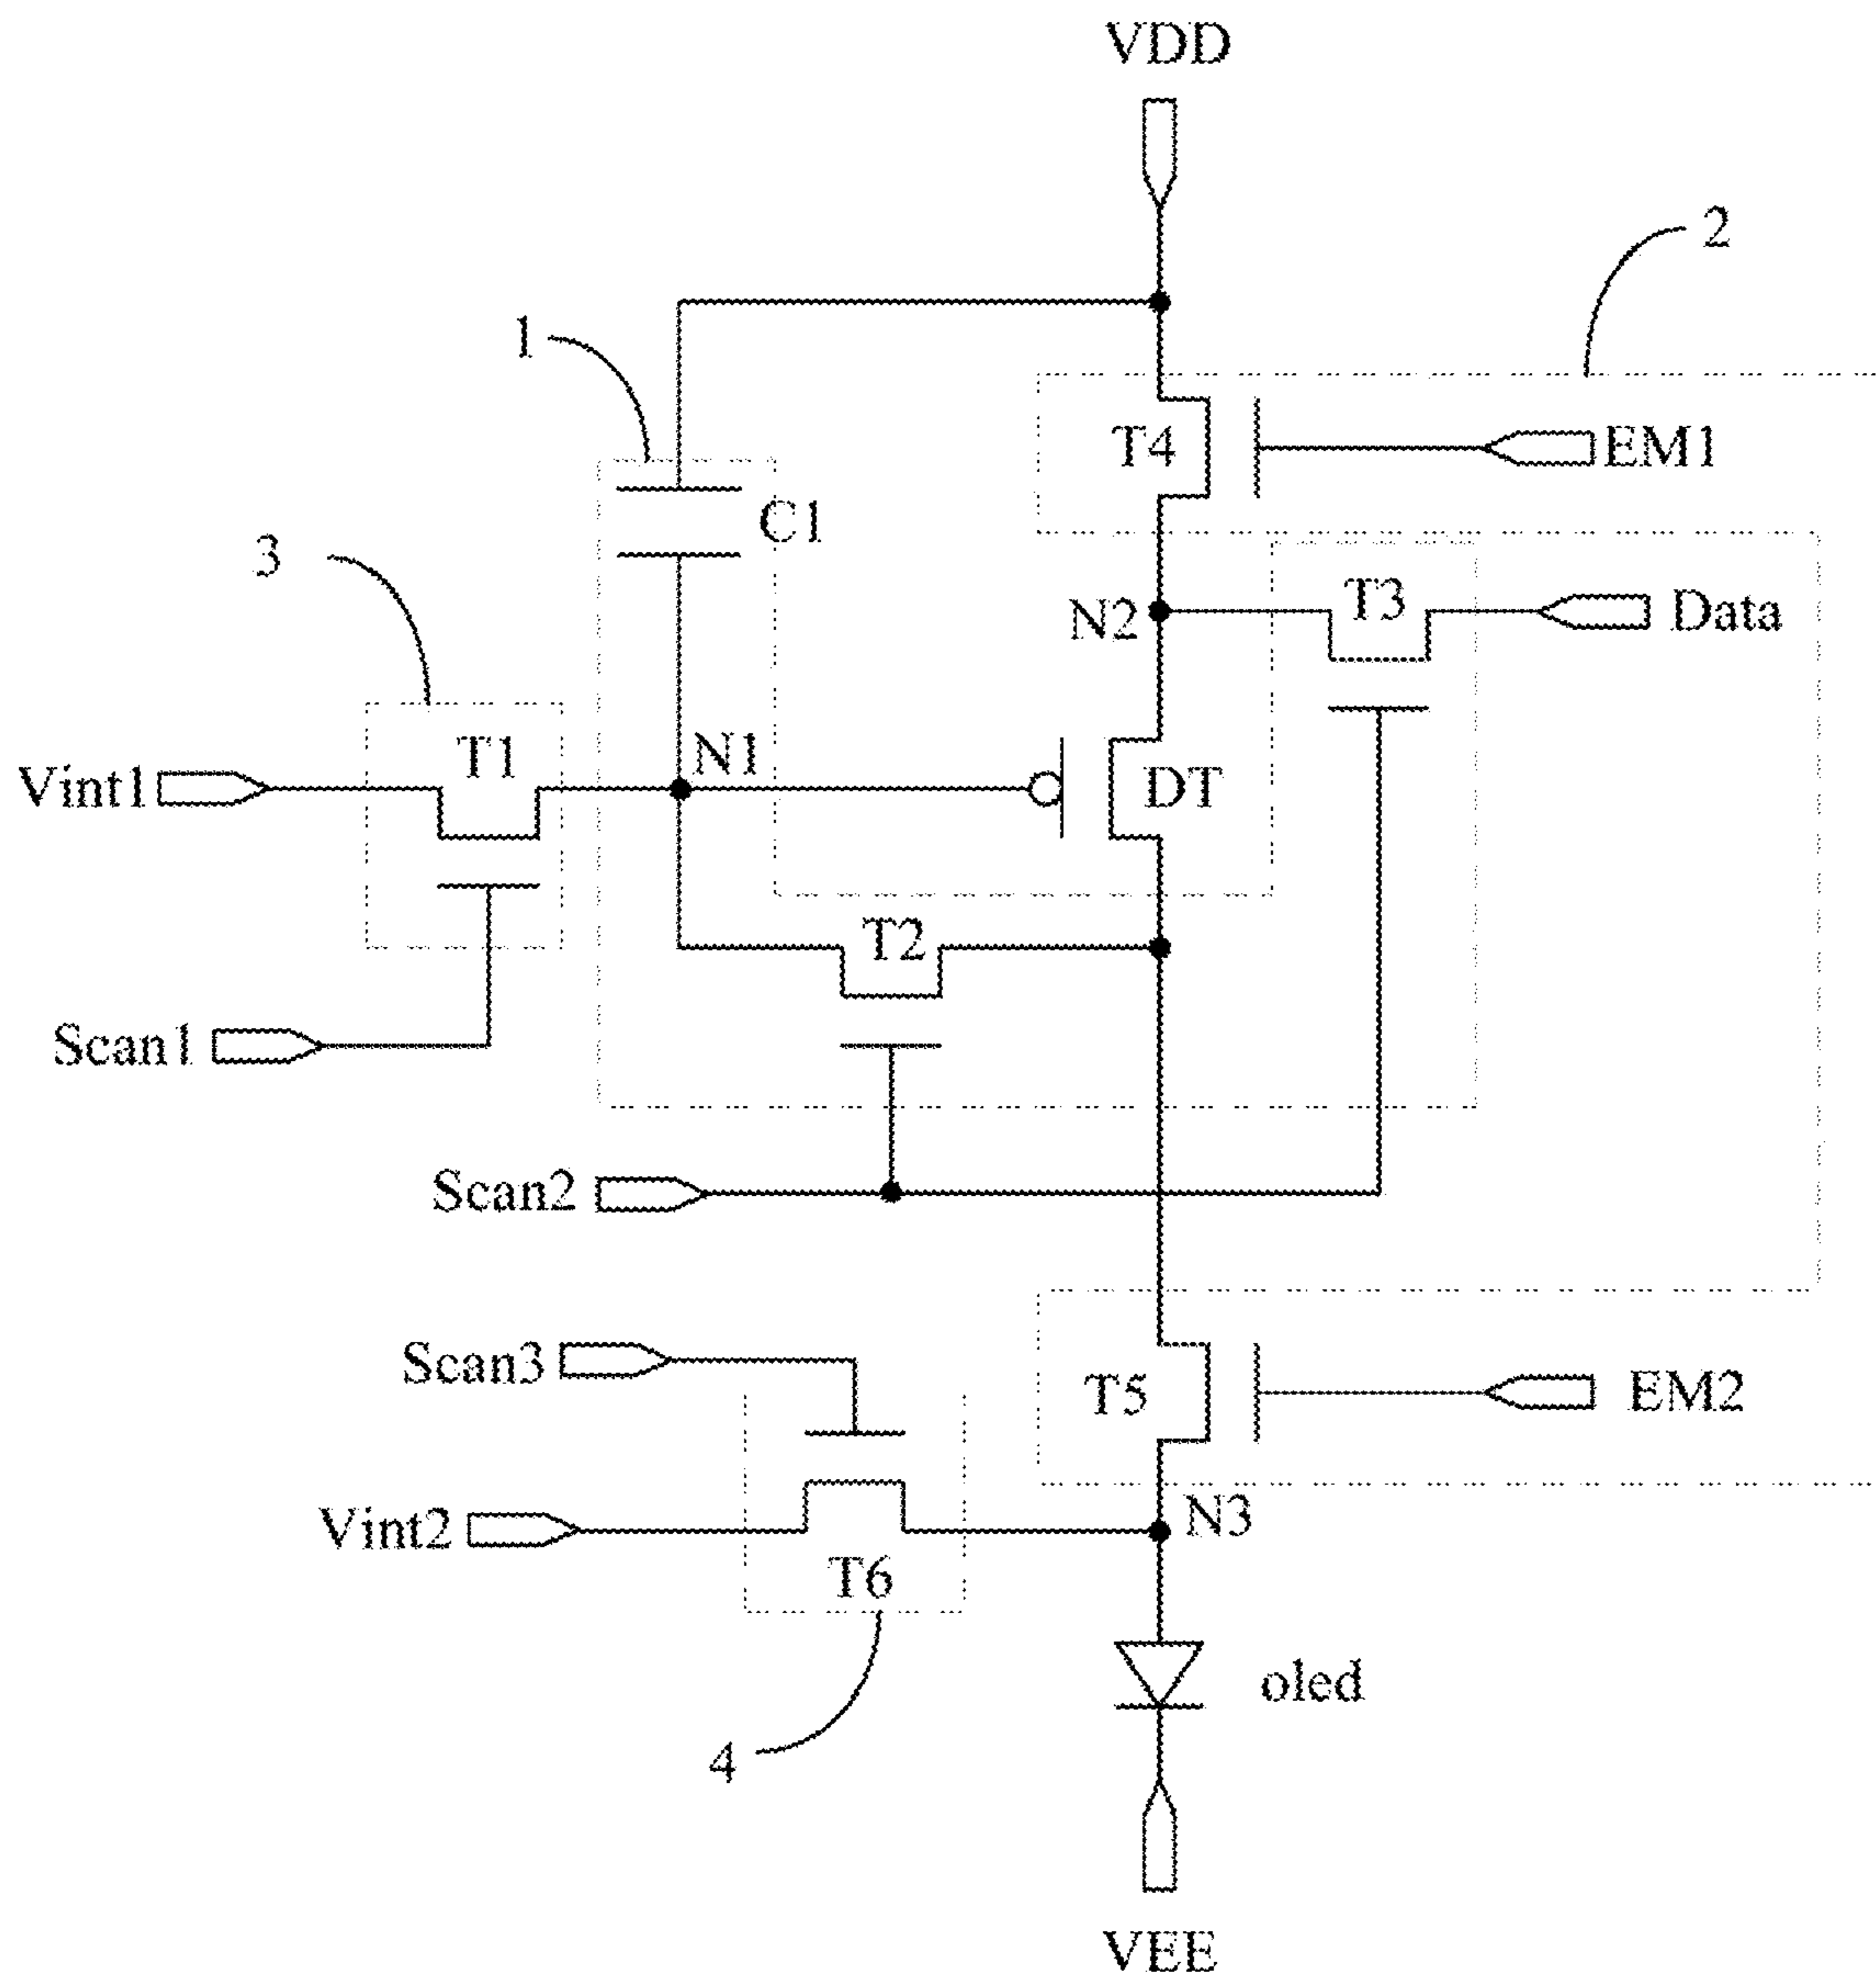 VDD
2
1
T4
EM1
C1
3
N2
T3
Data
N1
T1
Vint1
DT
T2
Scan1
Scan2
Scan3
T5
EM2
Vint2
N3
T6
oled
4
VEE